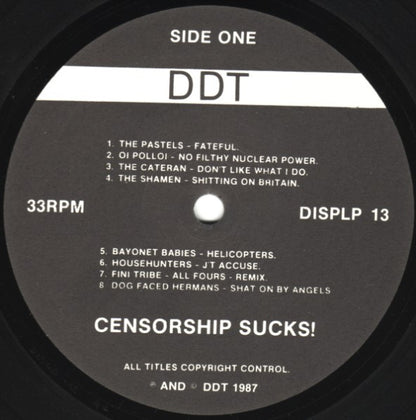 SIDE ONE
DDT
1. THE PASTELS - FATEFUL.
2. OI POLLOI - NO FILTHY NUCLEAR POWER.
3. THE CATERAN - DON'T LIKE WHAT I DO.
4. THE SHAMEN - SHITTING ON BRITAIN.
33RPM
DISPLP 13
5. BAYONET BABIES - HELICOPTERS.
6. HOUSEHUNTERS - J'T ACCUSE.
7. FINI TRIBE - ALL FOURS - REMIX.
8 DOG FACED HERMANS - SHAT ON BY ANGELS
CENSORSHIP SUCKS!
ALL TITLES COPYRIGHT CONTROL.
℗ AND © DDT 1987